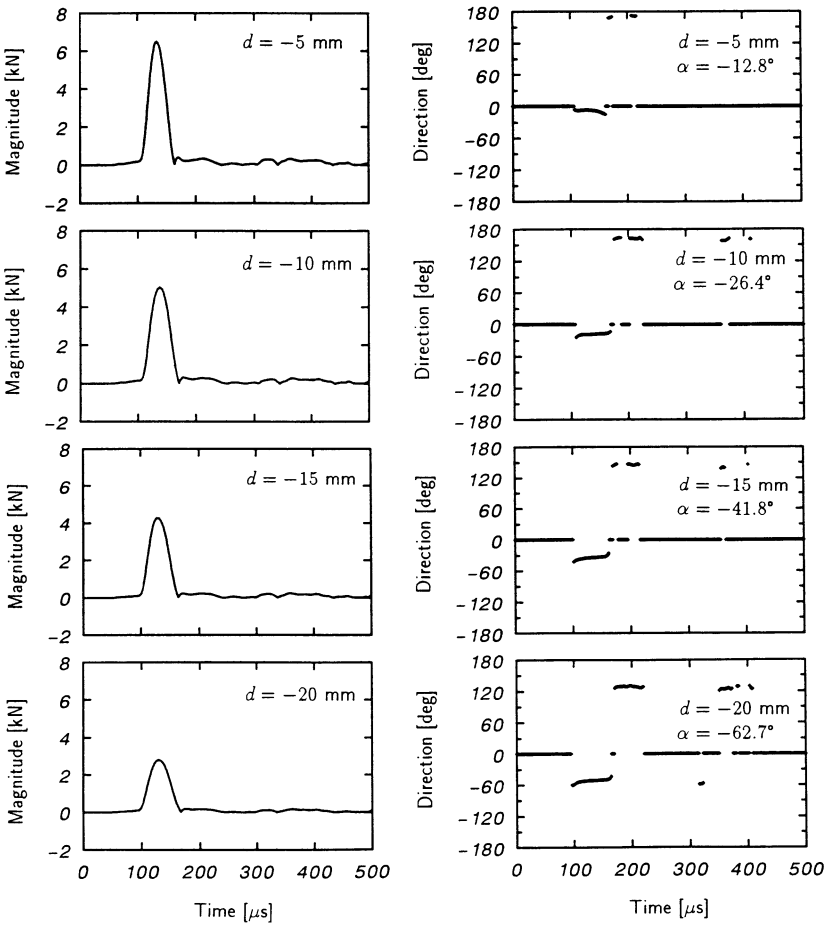 8
6
4
2
0
−2
Magnitude [kN]
d = −5 mm
180
120
60
0
−60
−120
−180
Direction [deg]
d = −5 mm
α = −12.8°
8
6
4
2
0
−2
Magnitude [kN]
d = −10 mm
180
120
60
0
−60
−120
−180
Direction [deg]
d = −10 mm
α = −26.4°
8
6
4
2
0
−2
Magnitude [kN]
d = −15 mm
180
120
60
0
−60
−120
−180
Direction [deg]
d = −15 mm
α = −41.8°
8
6
4
2
0
−2
Magnitude [kN]
d = −20 mm
0 100 200 300 400 500
Time [μs]
180
120
60
0
−60
−120
−180
Direction [deg]
d = −20 mm
α = −62.7°
0 100 200 300 400 500
Time [μs]